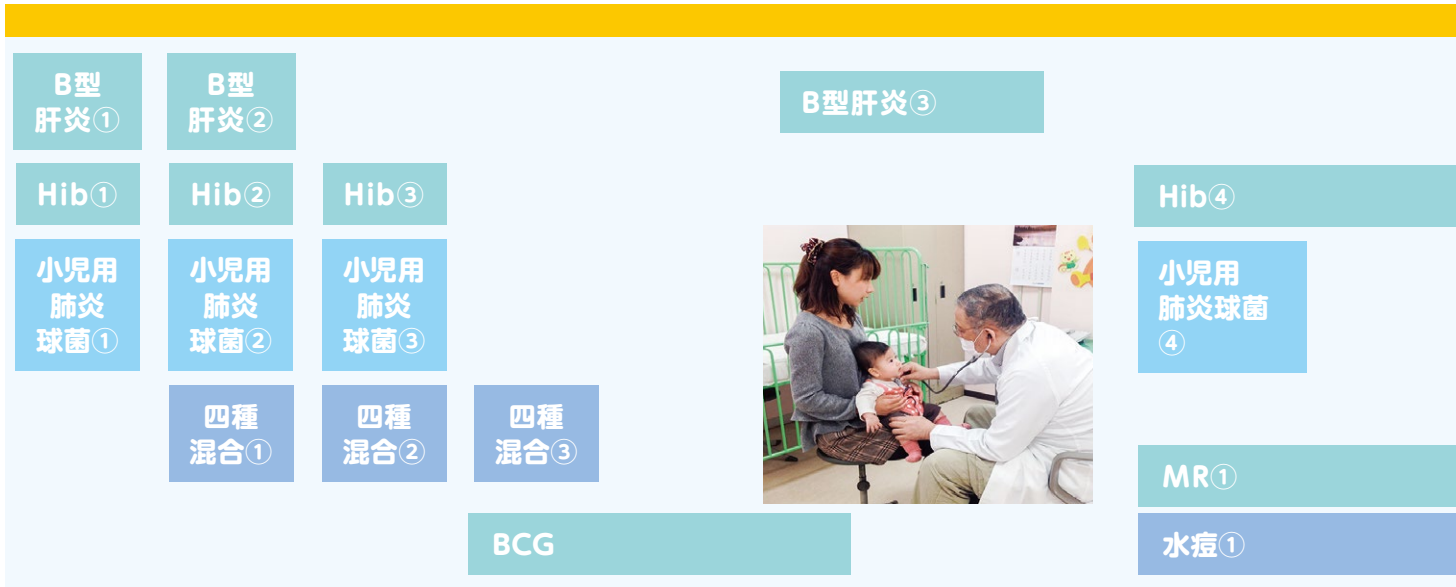 B型
肝炎①
B型
肝炎②
B型肝炎③
Hib①
Hib②
Hib③
Hib④
小児用
肺炎
球菌①
小児用
肺炎
球菌②
小児用
肺炎
球菌③
小児用
肺炎球菌
④
四種
混合①
四種
混合②
四種
混合③
MR①
BCG
水痘①